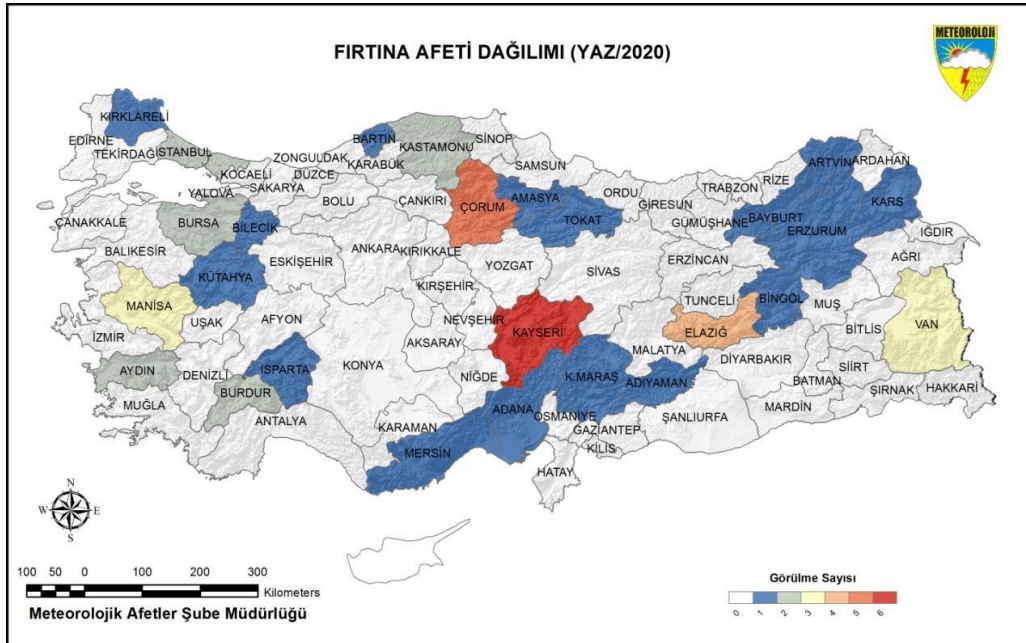 METEOROLOJİ
FIRTINA AFETİ DAĞILIMI (YAZ/2020)
KIRKLARELİ
EDİRNE
TEKİRDAĞ
İSTANBUL
KOCAELİ
YALOVA
SAKARYA
DÜZCE
ZONGULDAK
BARTIN
KARABÜK
KASTAMONU
SİNOP
SAMSUN
ORDU
GİRESUN
TRABZON
RİZE
ARTVİN
ARDAHAN
KARS
IĞDIR
AĞRI
ERZURUM
BAYBURT
GÜMÜŞHANE
ERZİNCAN
TOKAT
AMASYA
ÇORUM
ÇANKIRI
BOLU
BİLECİK
BURSA
ÇANAKKALE
BALIKESİR
KÜTAHYA
ESKİŞEHİR
ANKARA
KIRIKKALE
YOZGAT
SİVAS
TUNCELİ
BİNGÖL
MUŞ
BİTLİS
VAN
ELAZIĞ
MALATYA
KAYSERİ
NEVŞEHİR
KIRŞEHİR
AKSARAY
KONYA
AFYON
UŞAK
MANİSA
İZMİR
AYDIN
DENİZLİ
ISPARTA
BURDUR
MUĞLA
ANTALYA
KARAMAN
NİĞDE
MERSİN
ADANA
OSMANİYE
K.MARAŞ
ADIYAMAN
GAZİANTEP
KİLİS
HATAY
ŞANLIURFA
DİYARBAKIR
MARDİN
BATMAN
SİİRT
ŞIRNAK
HAKKARİ
N
W
E
S
100 50 0 100 200 300
Kilometers
Meteorolojik Afetler Şube Müdürlüğü
Görülme Sayısı
0 1 2 3 4 5 6